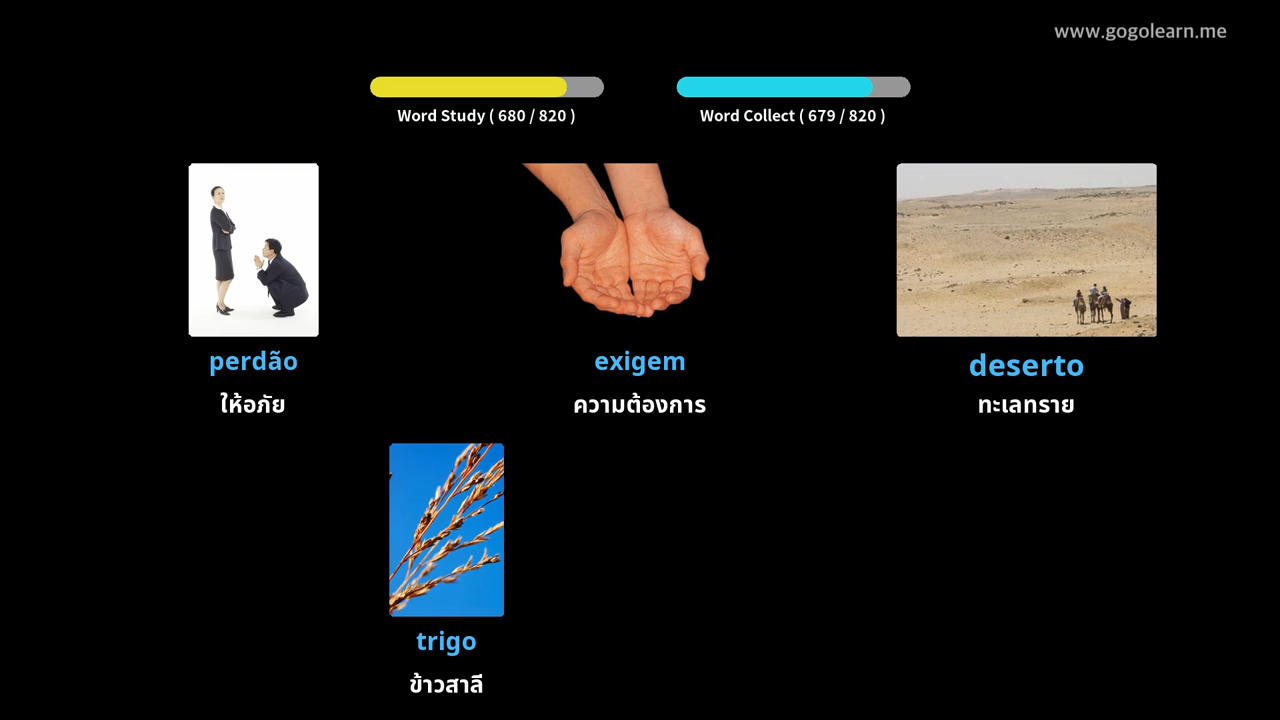 www.gogolearn.me
Word Study ( 680 / 820 )
Word Collect ( 679 / 820 )
perdão
exigem
deserto
ให้อภัย
ความต้องการ
ทะเลทราย
trigo
ข้าวสาลี